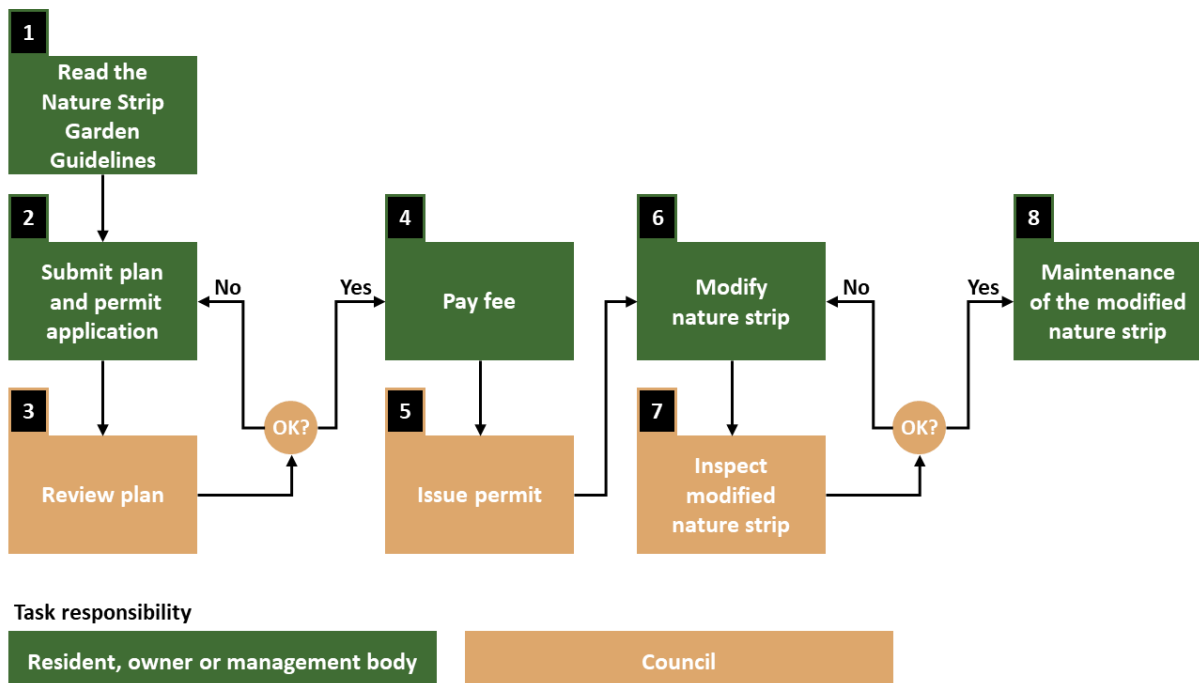 1
Read the
Nature Strip
Garden
Guidelines
2
Submit plan
and permit
application
No
Yes
3
Review plan
OK?
4
Pay fee
5
Issue permit
6
Modify
nature strip
No
Yes
7
Inspect
modified
nature strip
OK?
8
Maintenance
of the modified
nature strip
Task responsibility
Resident, owner or management body
Council